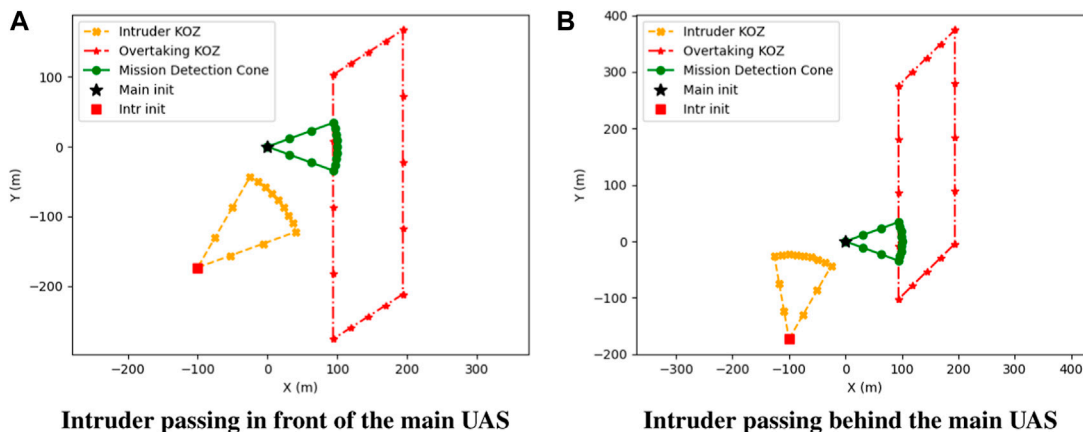 A
Intruder KOZ
Overtaking KOZ
Mission Detection Cone
Main init
Intr init
100
0
−100
−200
Y (m)
−200 −100 0 100 200 300
X (m)
Intruder passing in front of the main UAS
B
Intruder KOZ
Overtaking KOZ
Mission Detection Cone
Main init
Intr init
400
300
200
100
0
−100
−200
Y (m)
−300 −200 −100 0 100 200 300 400
X (m)
Intruder passing behind the main UAS